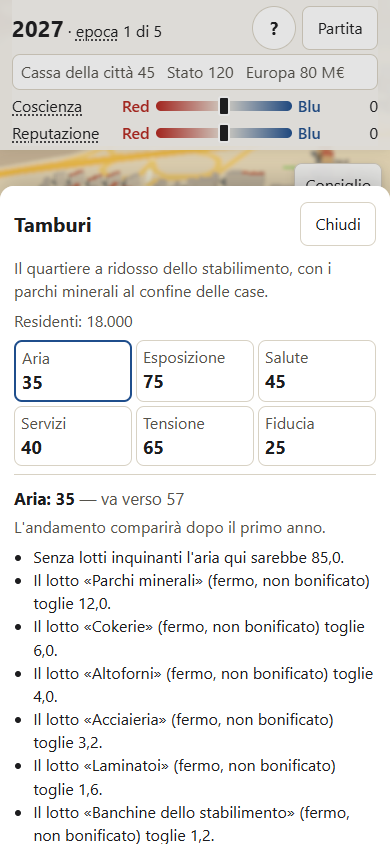 2027 · epoca 1 di 5
?
Partita
Cassa della città 45 Stato 120 Europa 80 M€
Coscienza Red Blu 0
Reputazione Red Blu 0
Consiglio
Tamburi
Chiudi
Il quartiere a ridosso dello stabilimento, con i
parchi minerali al confine delle case.
Residenti: 18.000
Aria
35
Esposizione
75
Salute
45
Servizi
40
Tensione
65
Fiducia
25
Aria: 35 — va verso 57
L'andamento comparirà dopo il primo anno.
• Senza lotti inquinanti l'aria qui sarebbe 85,0.
• Il lotto «Parchi minerali» (fermo, non bonificato)
toglie 12,0.
• Il lotto «Cokerie» (fermo, non bonificato) toglie
6,0.
• Il lotto «Altoforni» (fermo, non bonificato) toglie
4,0.
• Il lotto «Acciaieria» (fermo, non bonificato)
toglie 3,2.
• Il lotto «Laminatoi» (fermo, non bonificato)
toglie 1,6.
• Il lotto «Banchine dello stabilimento» (fermo,
non bonificato) toglie 1,2.